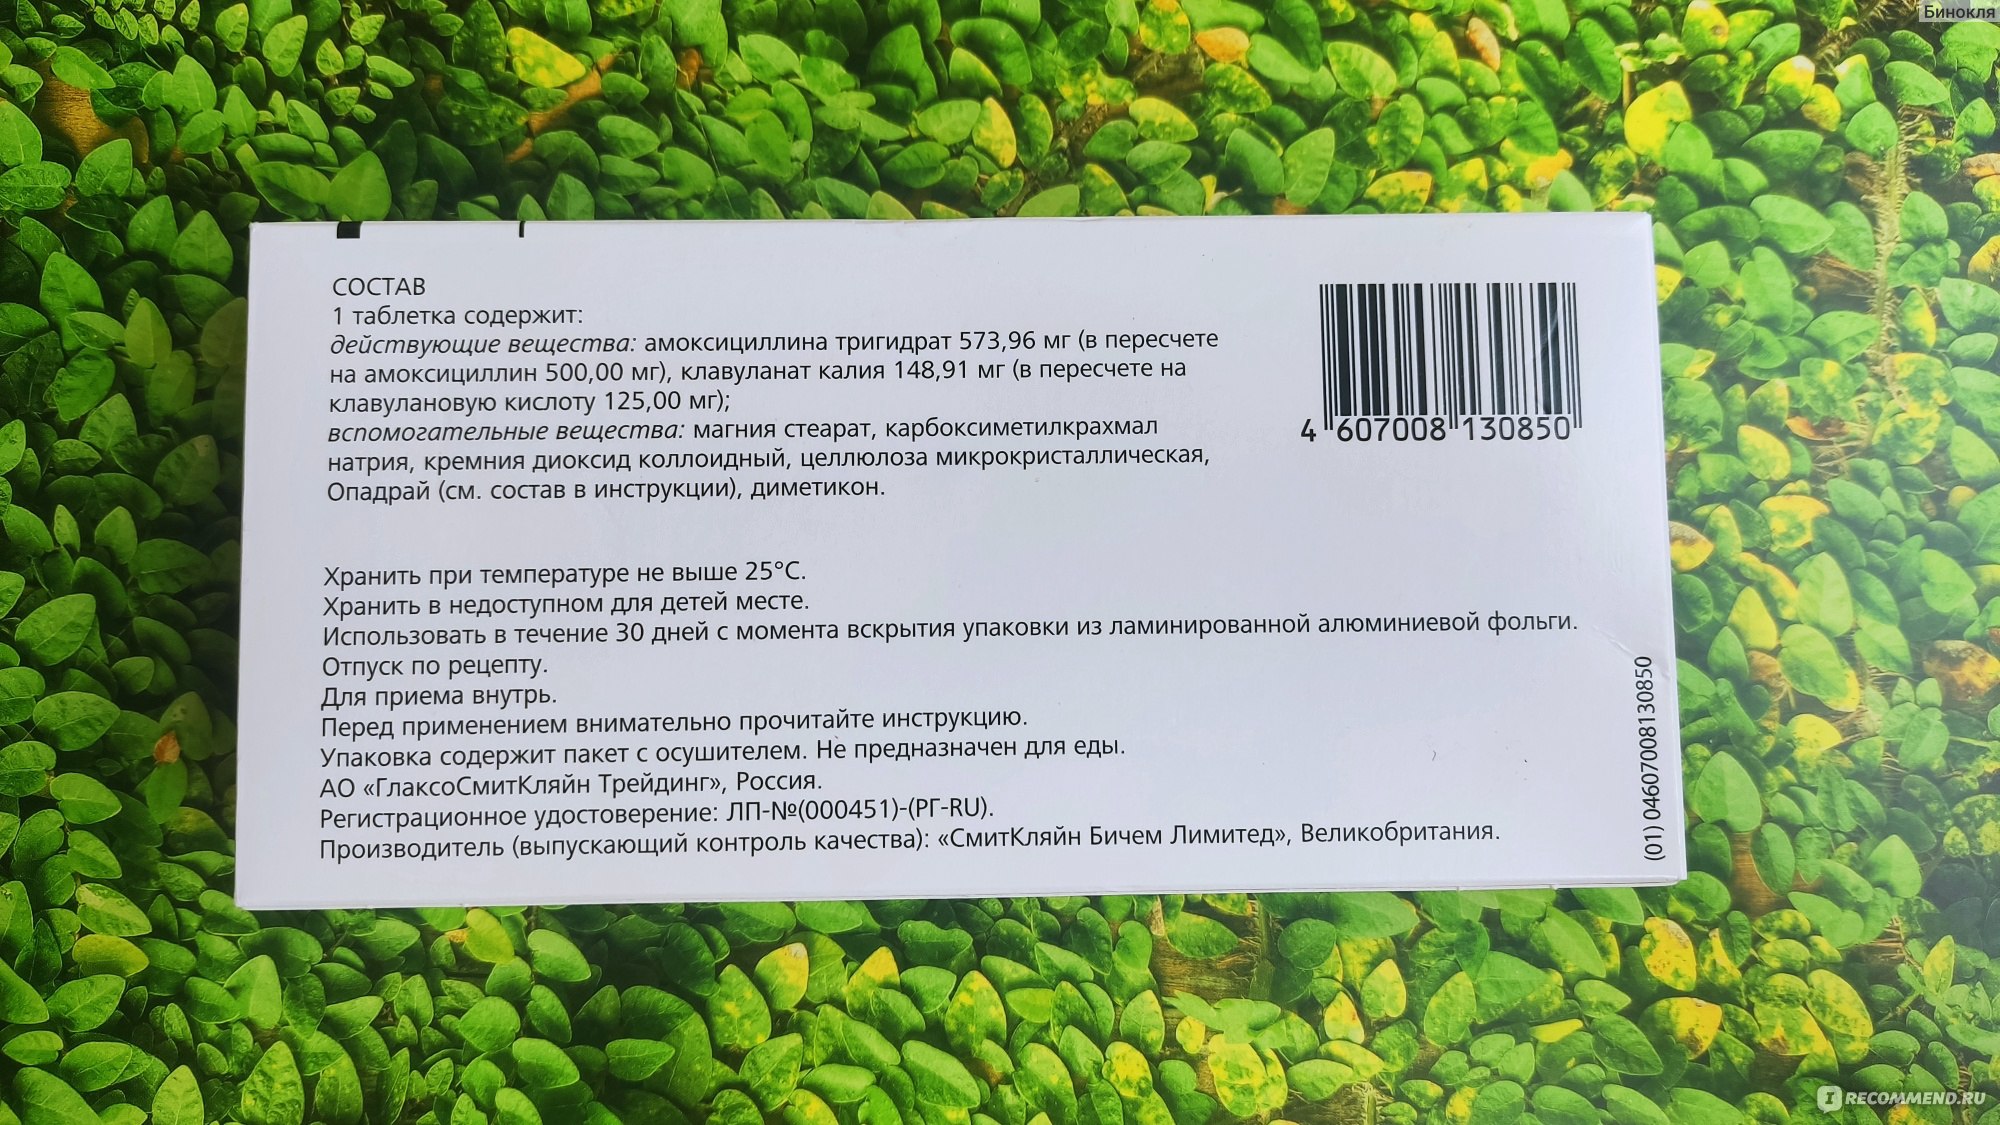 Бинокля
СОСТАВ
1 таблетка содержит:
действующие вещества: амоксициллина тригидрат 573,96 мг (в пересчете
на амоксициллин 500,00 мг), клавуланат калия 148,91 мг (в пересчете на
клавулановую кислоту 125,00 мг);
вспомогательные вещества: магния стеарат, карбоксиметилкрахмал
натрия, кремния диоксид коллоидный, целлюлоза микрокристаллическая,
Опадрай (см. состав в инструкции), диметикон.
4 607008 130850
Хранить при температуре не выше 25°С.
Хранить в недоступном для детей месте.
Использовать в течение 30 дней с момента вскрытия упаковки из ламинированной алюминиевой фольги.
Отпуск по рецепту.
Для приема внутрь.
Перед применением внимательно прочитайте инструкцию.
Упаковка содержит пакет с осушителем. Не предназначен для еды.
АО «ГлаксоСмитКляйн Трейдинг», Россия.
Регистрационное удостоверение: ЛП-№(000451)-(РГ-RU).
Производитель (выпускающий контроль качества): «СмитКляйн Бичем Лимитед», Великобритания.
(01) 04607008130850
I RECOMMEND.RU